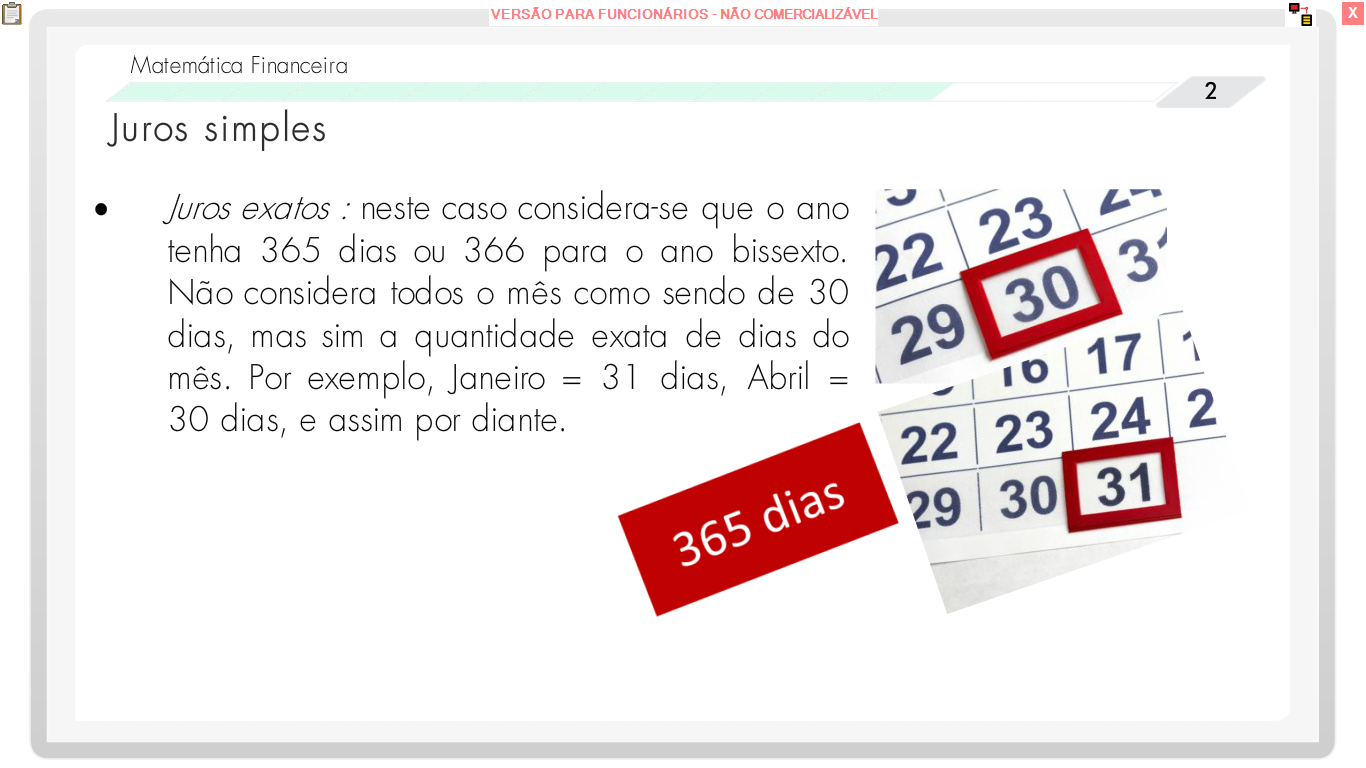 VERSÃO PARA FUNCIONÁRIOS - NÃO COMERCIALIZÁVEL
X
Matemática Financeira
2
Juros simples
• Juros exatos : neste caso considera-se que o ano
tenha 365 dias ou 366 para o ano bissexto.
Não considera todos o mês como sendo de 30
dias, mas sim a quantidade exata de dias do
mês. Por exemplo, Janeiro = 31 dias, Abril =
30 dias, e assim por diante.
23
22
29 30
16 17
22 23 24
29 30 31
365 dias